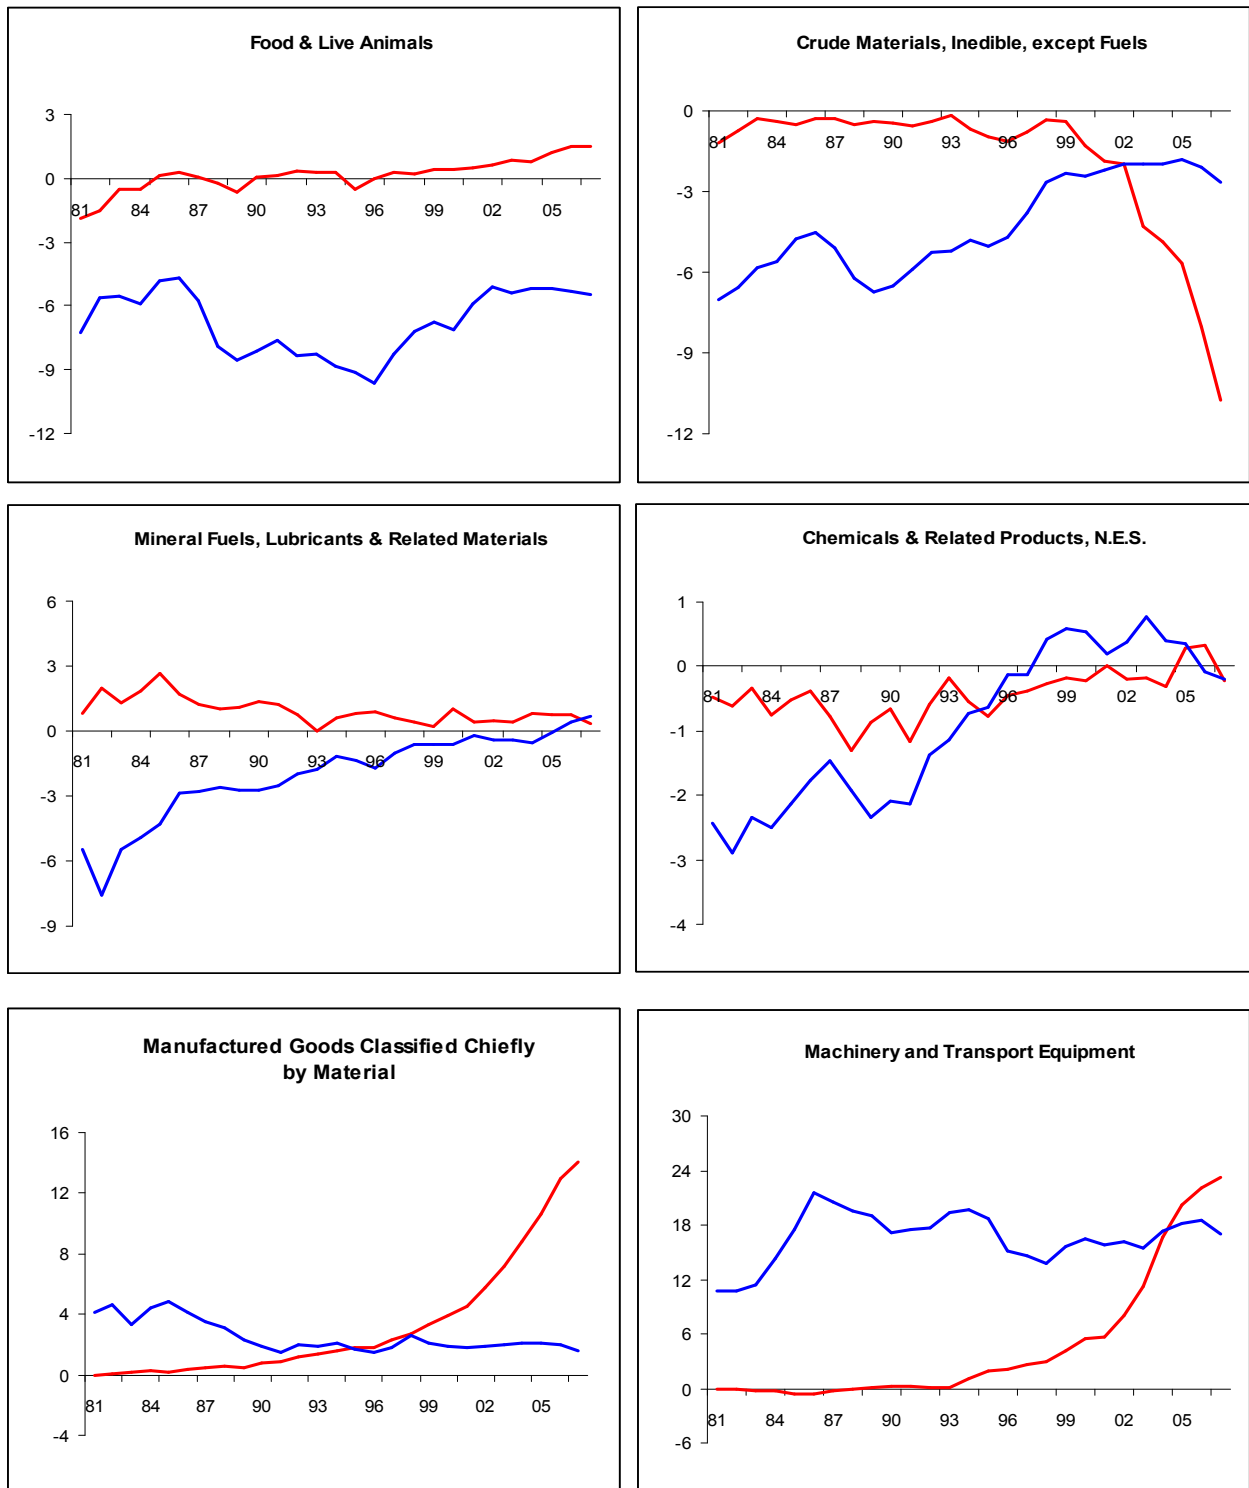 Food & Live Animals
3
0
81 84 87 90 93 96 99 02 05
-3
-6
-9
-12
Crude Materials, Inedible, except Fuels
0
81 84 87 90 93 96 99 02 05
-3
-6
-9
-12
Mineral Fuels, Lubricants & Related Materials
6
3
0
81 84 87 90 93 96 99 02 05
-3
-6
-9
Chemicals & Related Products, N.E.S.
1
0
81 84 87 90 93 96 99 02 05
-1
-2
-3
-4
Manufactured Goods Classified Chiefly
by Material
16
12
8
4
0
81 84 87 90 93 96 99 02 05
-4
Machinery and Transport Equipment
30
24
18
12
6
0
81 84 87 90 93 96 99 02 05
-6